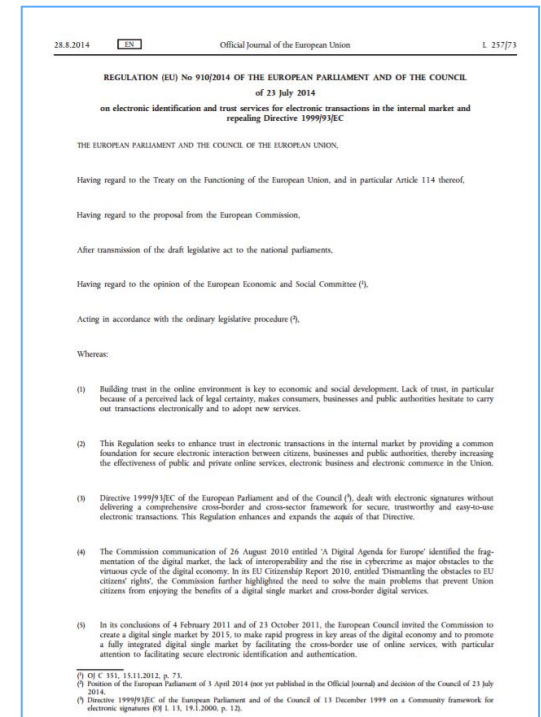 28.8.2014 EN Official Journal of the European Union L 257/73
REGULATION (EU) No 910/2014 OF THE EUROPEAN PARLIAMENT AND OF THE COUNCIL
of 23 July 2014
on electronic identification and trust services for electronic transactions in the internal market and
repealing Directive 1999/93/EC
THE EUROPEAN PARLIAMENT AND THE COUNCIL OF THE EUROPEAN UNION,
Having regard to the Treaty on the Functioning of the European Union, and in particular Article 114 thereof,
Having regard to the proposal from the European Commission,
After transmission of the draft legislative act to the national parliaments,
Having regard to the opinion of the European Economic and Social Committee (¹),
Acting in accordance with the ordinary legislative procedure (²),
Whereas:
(1) Building trust in the online environment is key to economic and social development. Lack of trust, in particular
because of a perceived lack of legal certainty, makes consumers, businesses and public authorities hesitate to carry
out transactions electronically and to adopt new services.
(2) This Regulation seeks to enhance trust in electronic transactions in the internal market by providing a common
foundation for secure electronic interaction between citizens, businesses and public authorities, thereby increasing
the effectiveness of public and private online services, electronic business and electronic commerce in the Union.
(3) Directive 1999/93/EC of the European Parliament and of the Council (³), dealt with electronic signatures without
delivering a comprehensive cross-border and cross-sector framework for secure, trustworthy and easy-to-use
electronic transactions. This Regulation enhances and expands the acquis of that Directive.
(4) The Commission communication of 26 August 2010 entitled ‘A Digital Agenda for Europe’ identified the frag-
mentation of the digital market, the lack of interoperability and the rise in cybercrime as major obstacles to the
virtuous cycle of the digital economy. In its EU Citizenship Report 2010, entitled ‘Dismantling the obstacles to EU
citizens’ rights’, the Commission further highlighted the need to solve the main problems that prevent Union
citizens from enjoying the benefits of a digital single market and cross-border digital services.
(5) In its conclusions of 4 February 2011 and of 23 October 2011, the European Council invited the Commission to
create a digital single market by 2015, to make rapid progress in key areas of the digital economy and to promote
a fully integrated digital single market by facilitating the cross-border use of online services, with particular
attention to facilitating secure electronic identification and authentication.
(¹) OJ C 351, 15.11.2012, p. 73.
(²) Position of the European Parliament of 3 April 2014 (not yet published in the Official Journal) and decision of the Council of 23 July
2014.
(³) Directive 1999/93/EC of the European Parliament and of the Council of 13 December 1999 on a Community framework for
electronic signatures (OJ L 13, 19.1.2000, p. 12).